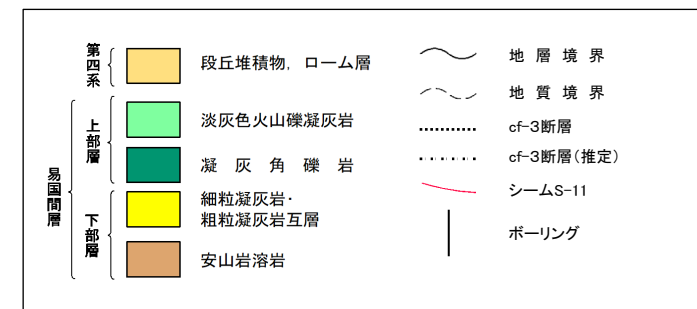 第四系
段丘堆積物，ローム層
易国間層
上部層
淡灰色火山礫凝灰岩
凝灰角礫岩
下部層
細粒凝灰岩・
粗粒凝灰岩互層
安山岩溶岩
地層境界
地質境界
cf-3断層
cf-3断層(推定)
シームS-11
ボーリング